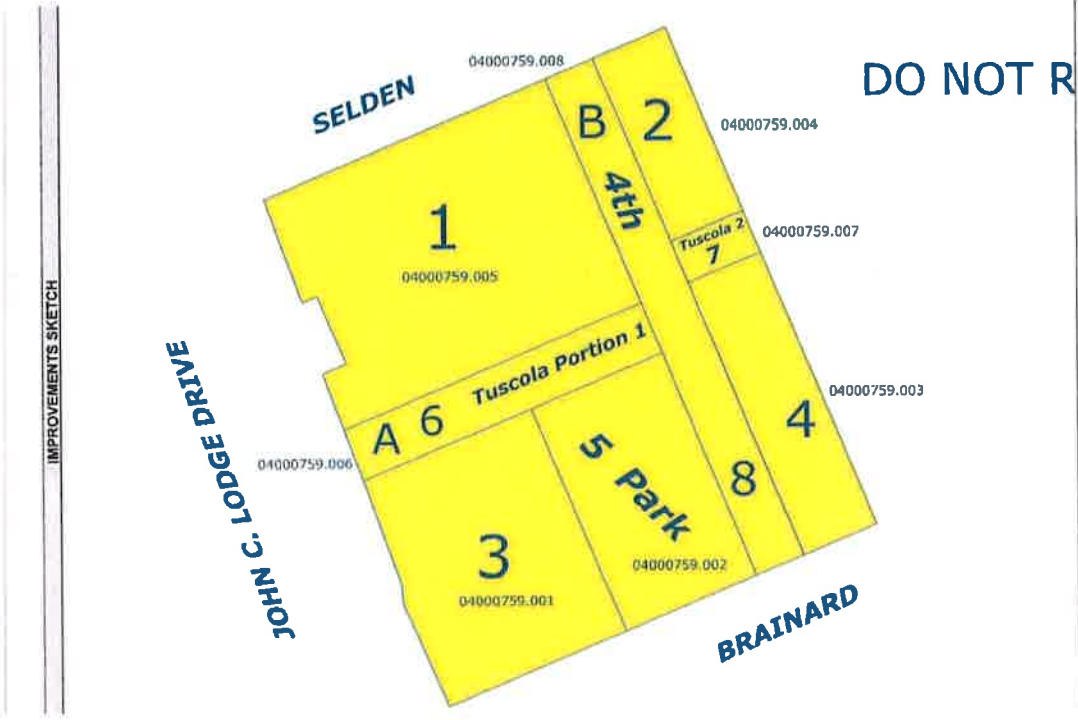 IMPROVEMENTS SKETCH
SELDEN
04000759.008
DO NOT R
B
2
04000759.004
4th
1
04000759.005
Tuscola 2
7
04000759.007
JOHN C. LODGE DRIVE
Tuscola Portion 1
A 6
04000759.006
4
04000759.003
5 Park
04000759.002
8
3
04000759.001
BRAINARD